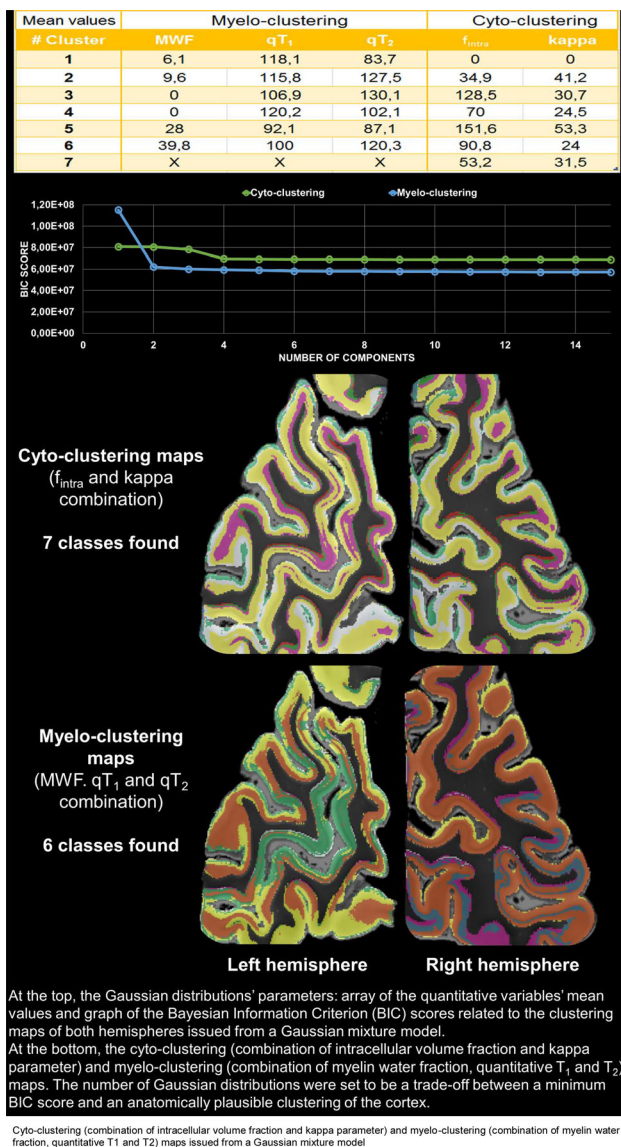 Mean values Myelo-clustering Cyto-clustering
# Cluster MWF qT1 qT2 fintra kappa
1 6,1 118,1 83,7 0 0
2 9,6 115,8 127,5 34,9 41,2
3 0 106,9 130,1 128,5 30,7
4 0 120,2 102,1 70 24,5
5 28 92,1 87,1 151,6 53,3
6 39,8 100 120,3 90,8 24
7 X X X 53,2 31,5
Cyto-clustering Myelo-clustering
BIC SCORE
1,20E+08
1,00E+08
8,00E+07
6,00E+07
4,00E+07
2,00E+07
0,00E+00
0 2 4 6 8 10 12 14
NUMBER OF COMPONENTS
Cyto-clustering maps
(fintra and kappa
combination)
7 classes found
Myelo-clustering
maps
(MWF. qT1 and qT2
combination)
6 classes found
Left hemisphere Right hemisphere
At the top, the Gaussian distributions' parameters: array of the quantitative variables' mean
values and graph of the Bayesian Information Criterion (BIC) scores related to the clustering
maps of both hemispheres issued from a Gaussian mixture model.
At the bottom, the cyto-clustering (combination of intracellular volume fraction and kappa
parameter) and myelo-clustering (combination of myelin water fraction, quantitative T1 and T2)
maps. The number of Gaussian distributions were set to be a trade-off between a minimum
BIC score and an anatomically plausible clustering of the cortex.
Cyto-clustering (combination of intracellular volume fraction and kappa parameter) and myelo-clustering (combination of myelin water
fraction, quantitative T1 and T2) maps issued from a Gaussian mixture model